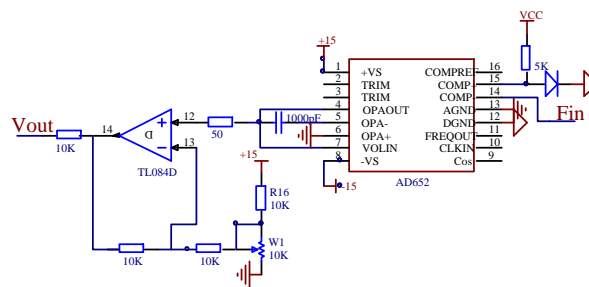 VCC
+15
5K
1 +VS COMPREF 16
2 TRIM COMP+ 15
3 TRIM COMP- 14
4 OPAOUT AGND 13
5 OPA- DGND 12
6 OPA+ FREQOUT 11
7 VOLIN CLKIN 10
8 -VS Cos 9
AD652
-15
1000pF
Fin
12
50
Vout
10K
14
D
13
TL084D
+15
R16
10K
W1
10K
10K
10K